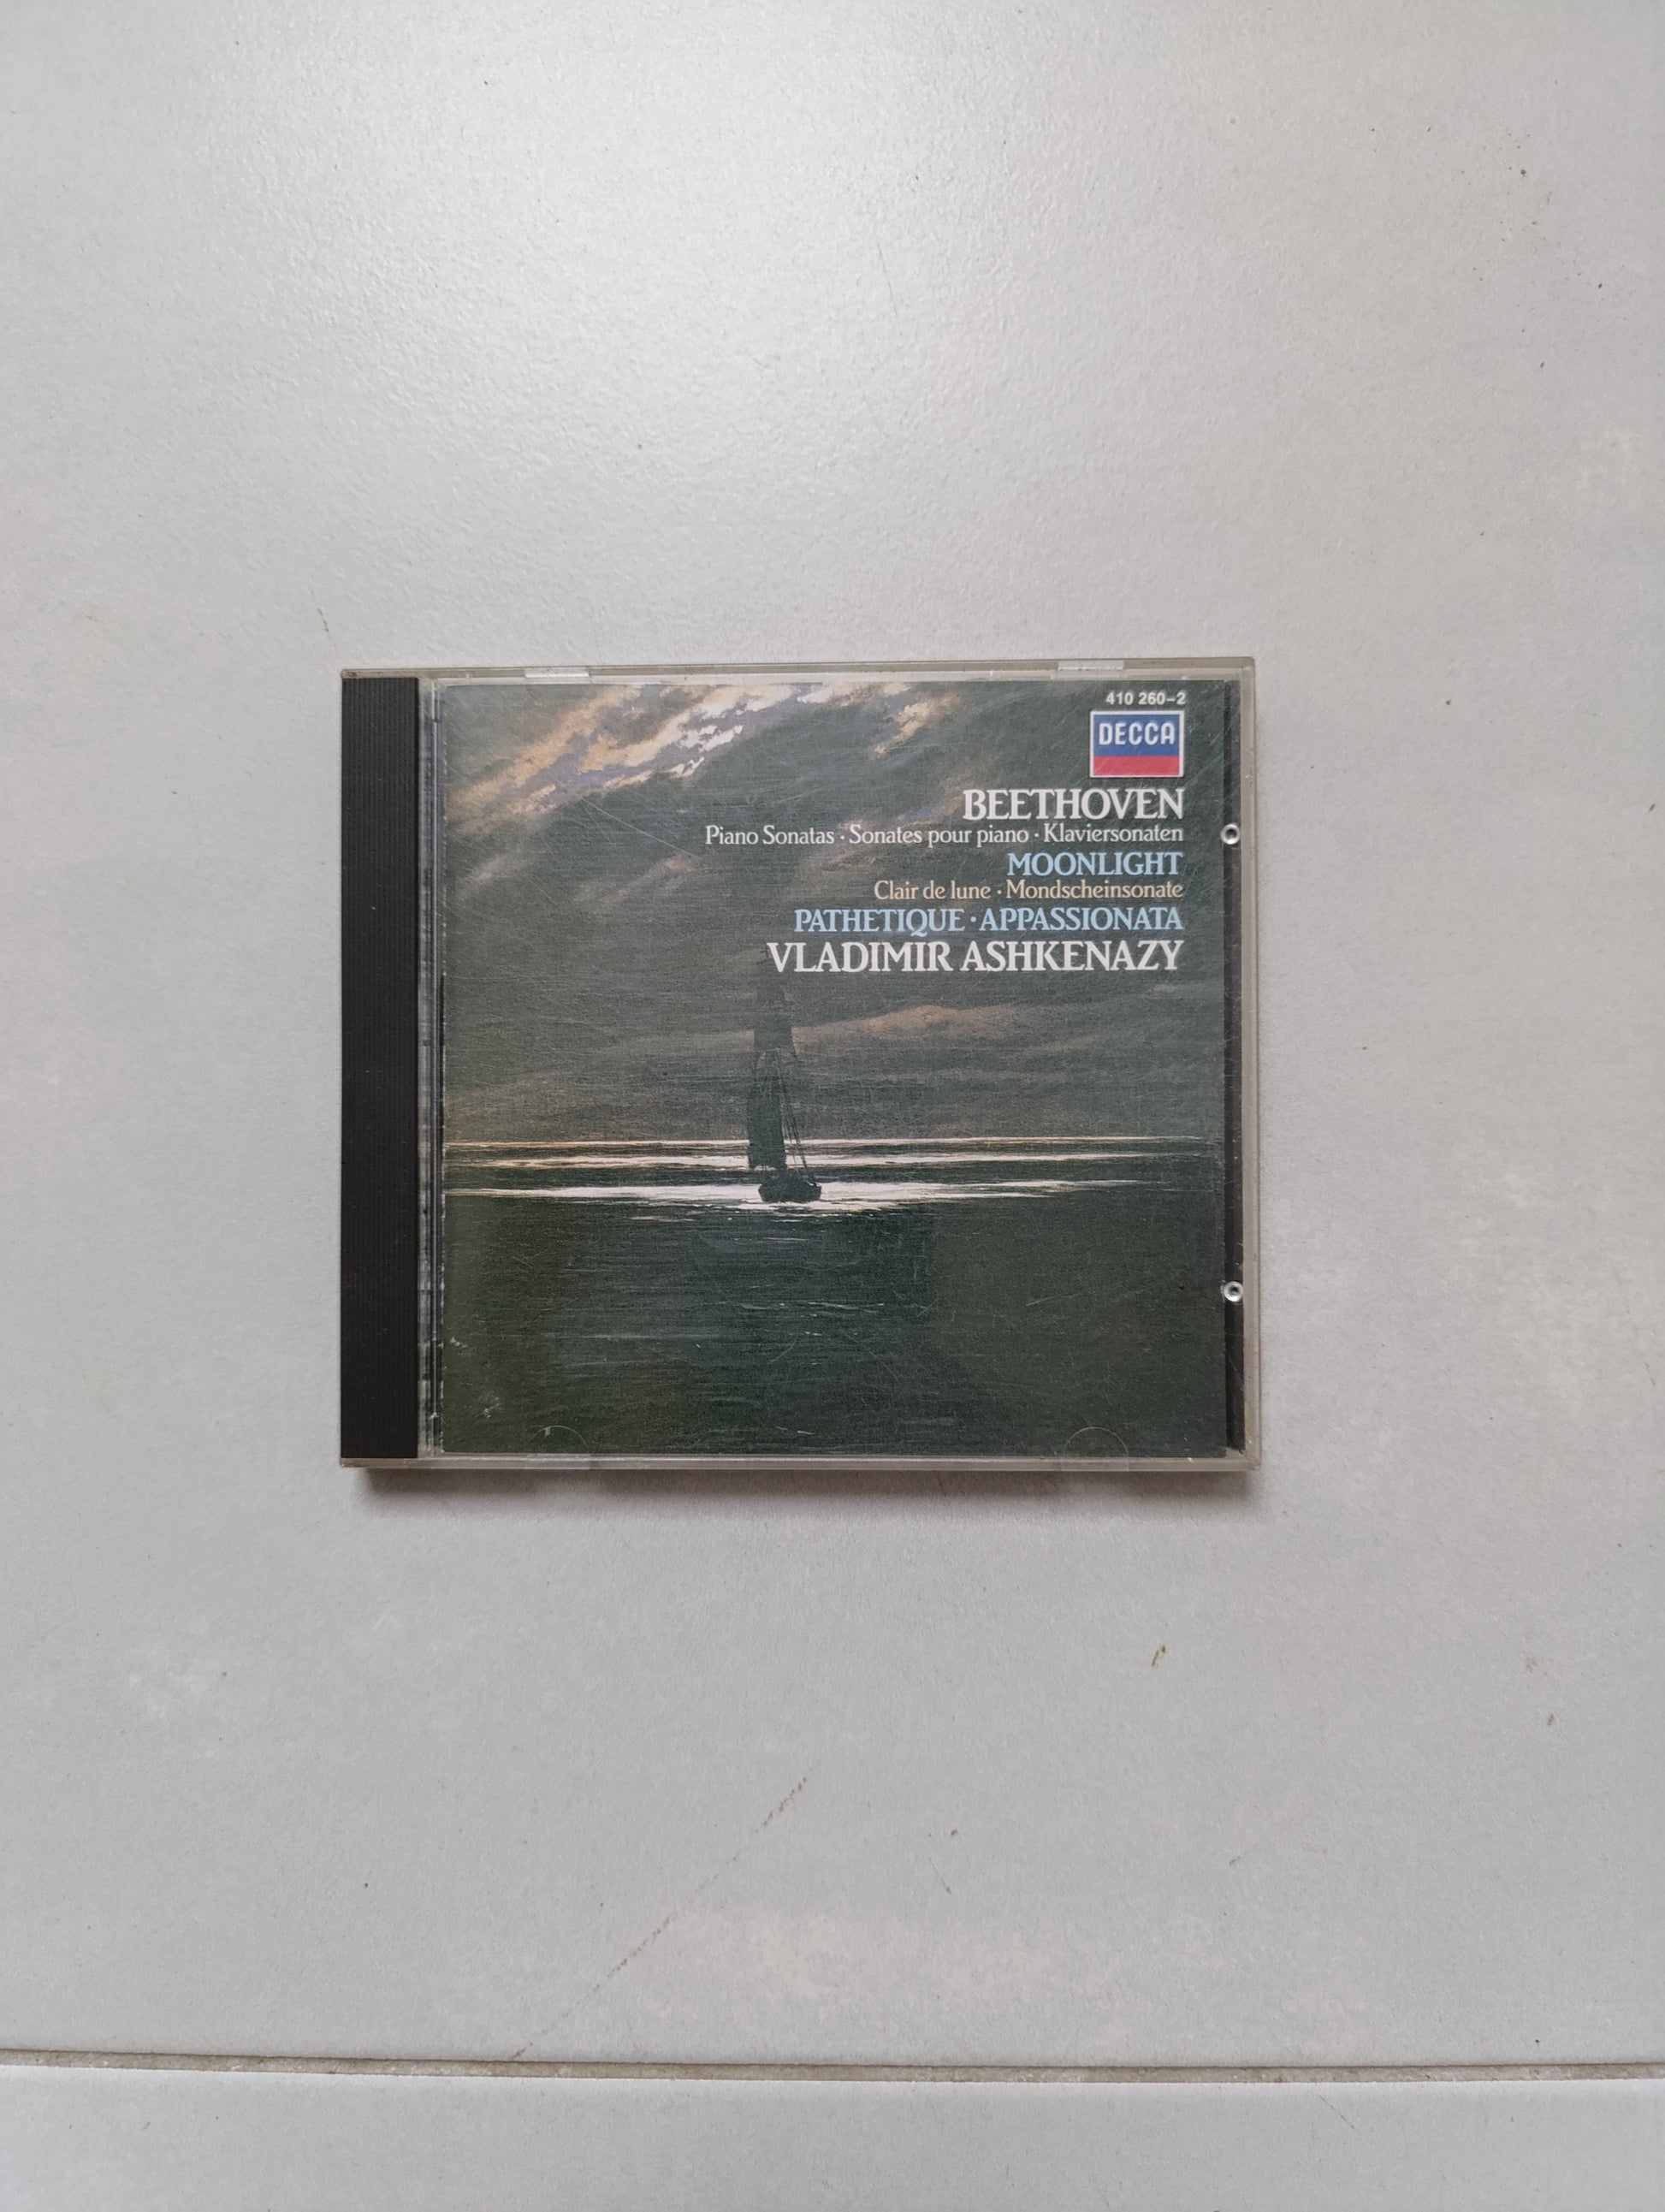 410 260-2
DECCA
BEETHOVEN
Piano Sonatas · Sonates pour piano · Klaviersonaten
MOONLIGHT
Clair de lune · Mondscheinsonate
PATHETIQUE · APPASSIONATA
VLADIMIR ASHKENAZY